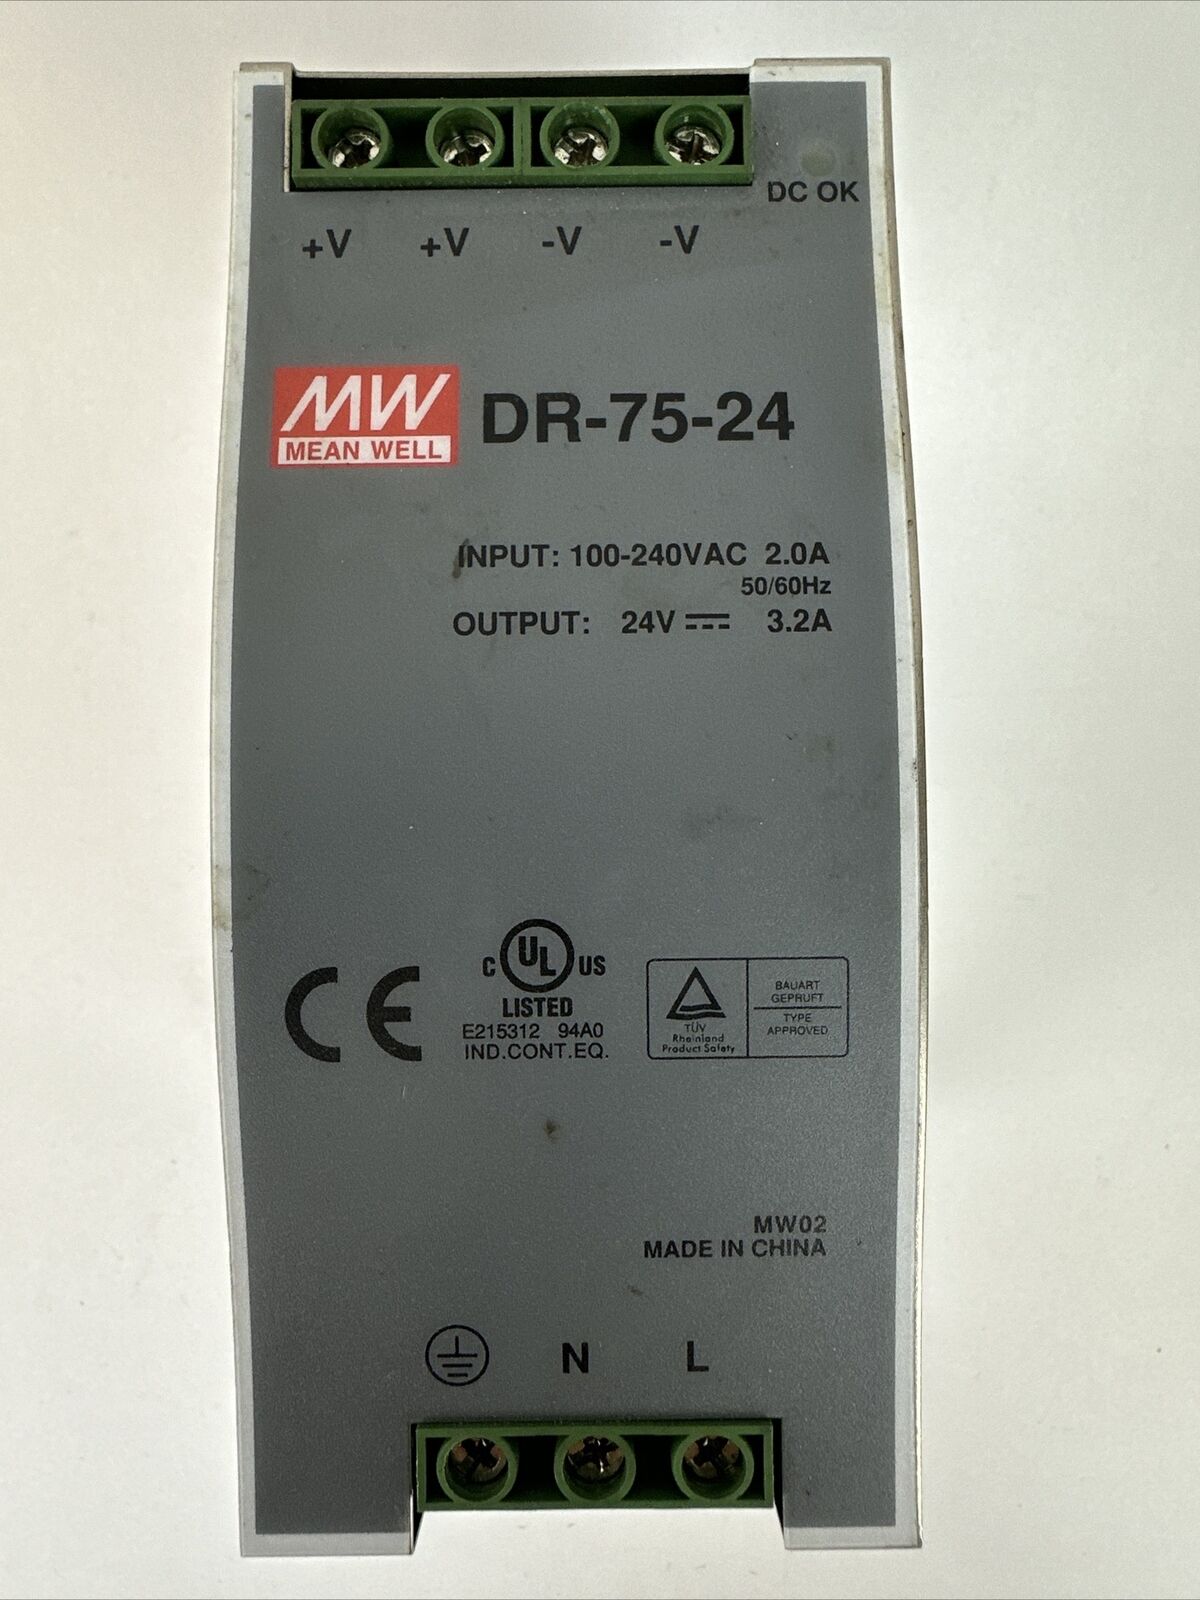 DC OK
+V +V -V -V
MW
MEAN WELL
DR-75-24
INPUT: 100-240VAC 2.0A
50/60Hz
OUTPUT: 24V⎓ 3.2A
CE
C UL US
LISTED
E215312 94A0
IND.CONT.EQ.
TÜV
Rheinland
Product Safety
BAUART
GEPRUFT
TYPE
APPROVED
MW02
MADE IN CHINA
N L